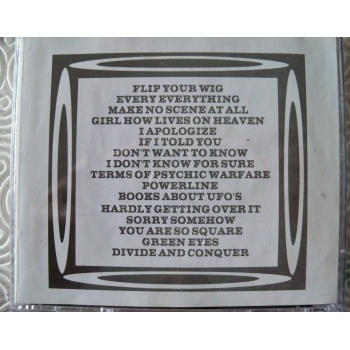 FLIP YOUR WIG
EVERY EVERYTHING
MAKE NO SCENE AT ALL
GIRL HOW LIVES ON HEAVEN
I APOLOGIZE
IF I TOLD YOU
DON'T WANT TO KNOW
I DON'T KNOW FOR SURE
TERMS OF PSYCHIC WARFARE
POWERLINE
BOOKS ABOUT UFO'S
HARDLY GETTING OVER IT
SORRY SOMEHOW
YOU ARE SO SQUARE
GREEN EYES
DIVIDE AND CONQUER